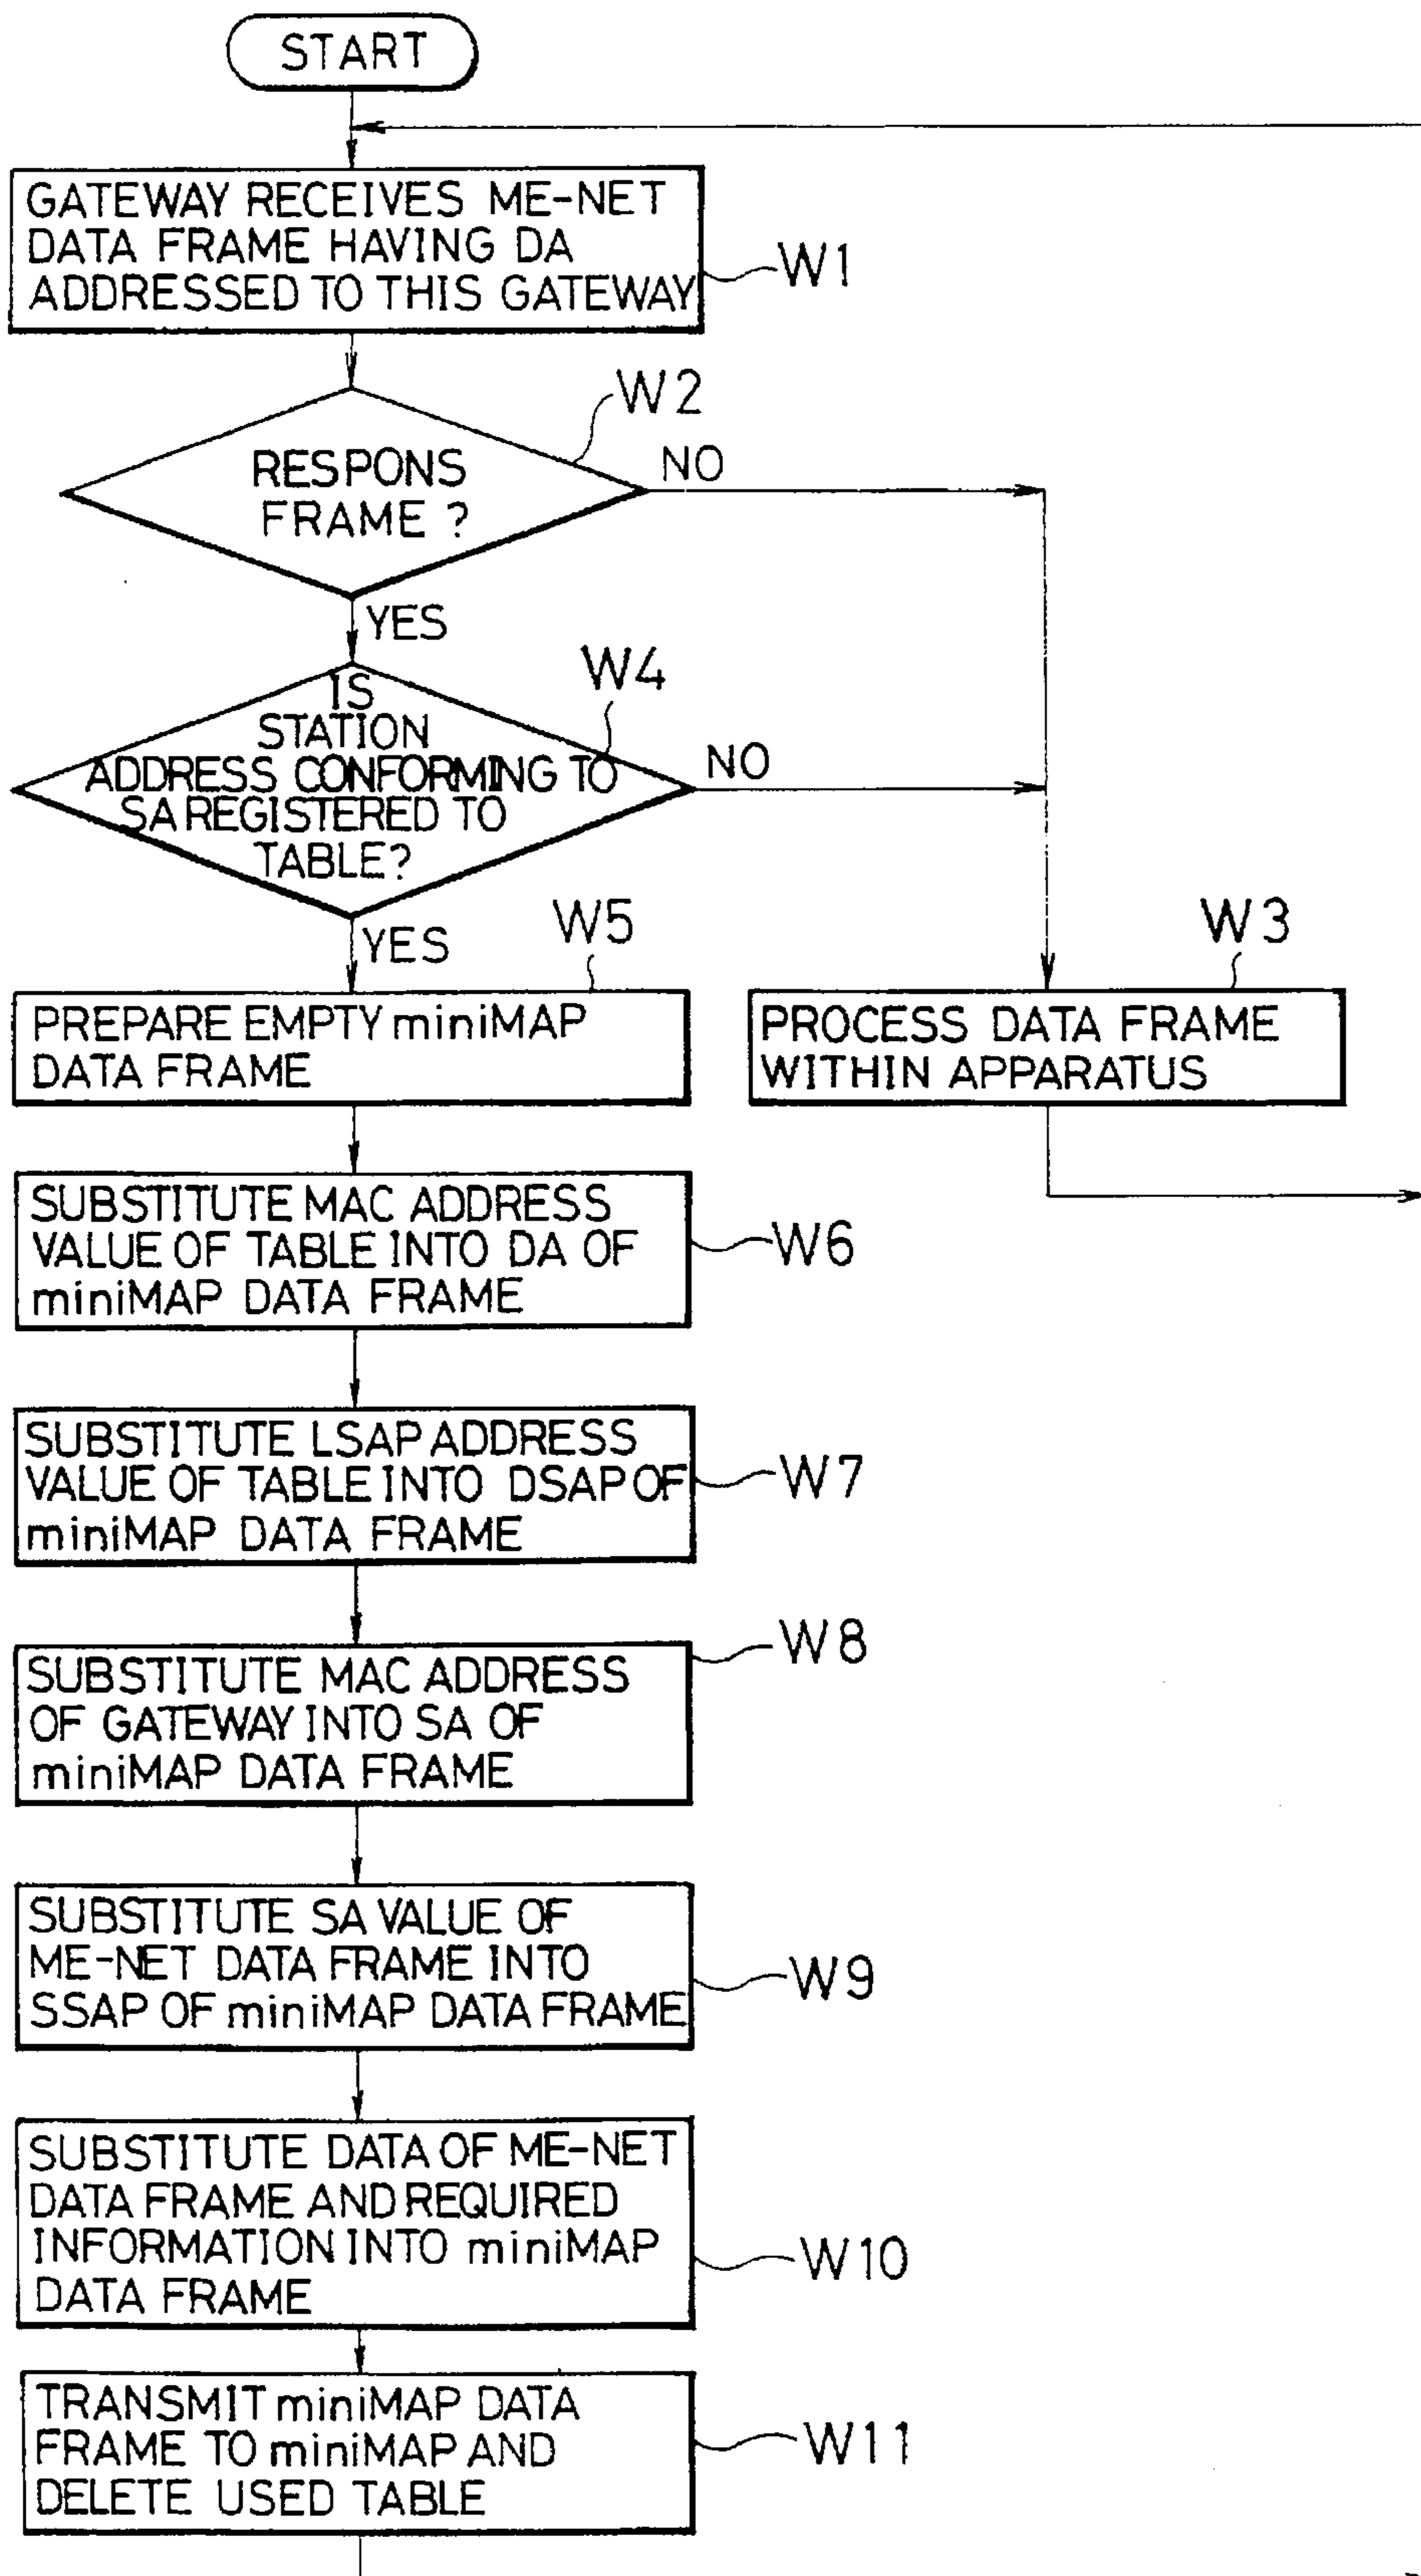 START
GATEWAY RECEIVES ME-NET
DATA FRAME HAVING DA
ADDRESSED TO THIS GATEWAY
W1
W2
RESPONS
FRAME ?
NO
YES
W4
IS
STATION
ADDRESS CONFORMING TO
SA REGISTERED TO
TABLE?
NO
YES
W5
PREPARE EMPTY miniMAP
DATA FRAME
W3
PROCESS DATA FRAME
WITHIN APPARATUS
SUBSTITUTE MAC ADDRESS
VALUE OF TABLE INTO DA OF
miniMAP DATA FRAME
W6
SUBSTITUTE LSAP ADDRESS
VALUE OF TABLE INTO DSAP OF
miniMAP DATA FRAME
W7
SUBSTITUTE MAC ADDRESS
OF GATEWAY INTO SA OF
miniMAP DATA FRAME
W8
SUBSTITUTE SA VALUE OF
ME-NET DATA FRAME INTO
SSAP OF miniMAP DATA FRAME
W9
SUBSTITUTE DATA OF ME-NET
DATA FRAME AND REQUIRED
INFORMATION INTO miniMAP
DATA FRAME
W10
TRANSMIT miniMAP DATA
FRAME TO miniMAP AND
DELETE USED TABLE
W11